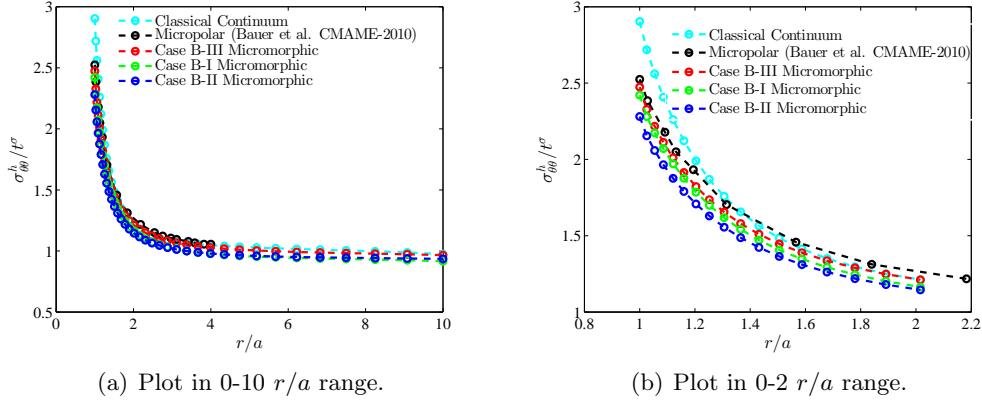 3
2.5
2
1.5
1
0.5
0
2
4
6
8
10
σ^h_θθ/t^σ
r/a
Classical Continuum
Micropolar (Bauer et al. CMAME-2010)
Case B-III Micromorphic
Case B-I Micromorphic
Case B-II Micromorphic
(a) Plot in 0-10 r/a range.
3
2.5
2
1.5
1
0.8
1
1.2
1.4
1.6
1.8
2
2.2
σ^h_θθ/t^σ
r/a
Classical Continuum
Micropolar (Bauer et al. CMAME-2010)
Case B-III Micromorphic
Case B-I Micromorphic
Case B-II Micromorphic
(b) Plot in 0-2 r/a range.